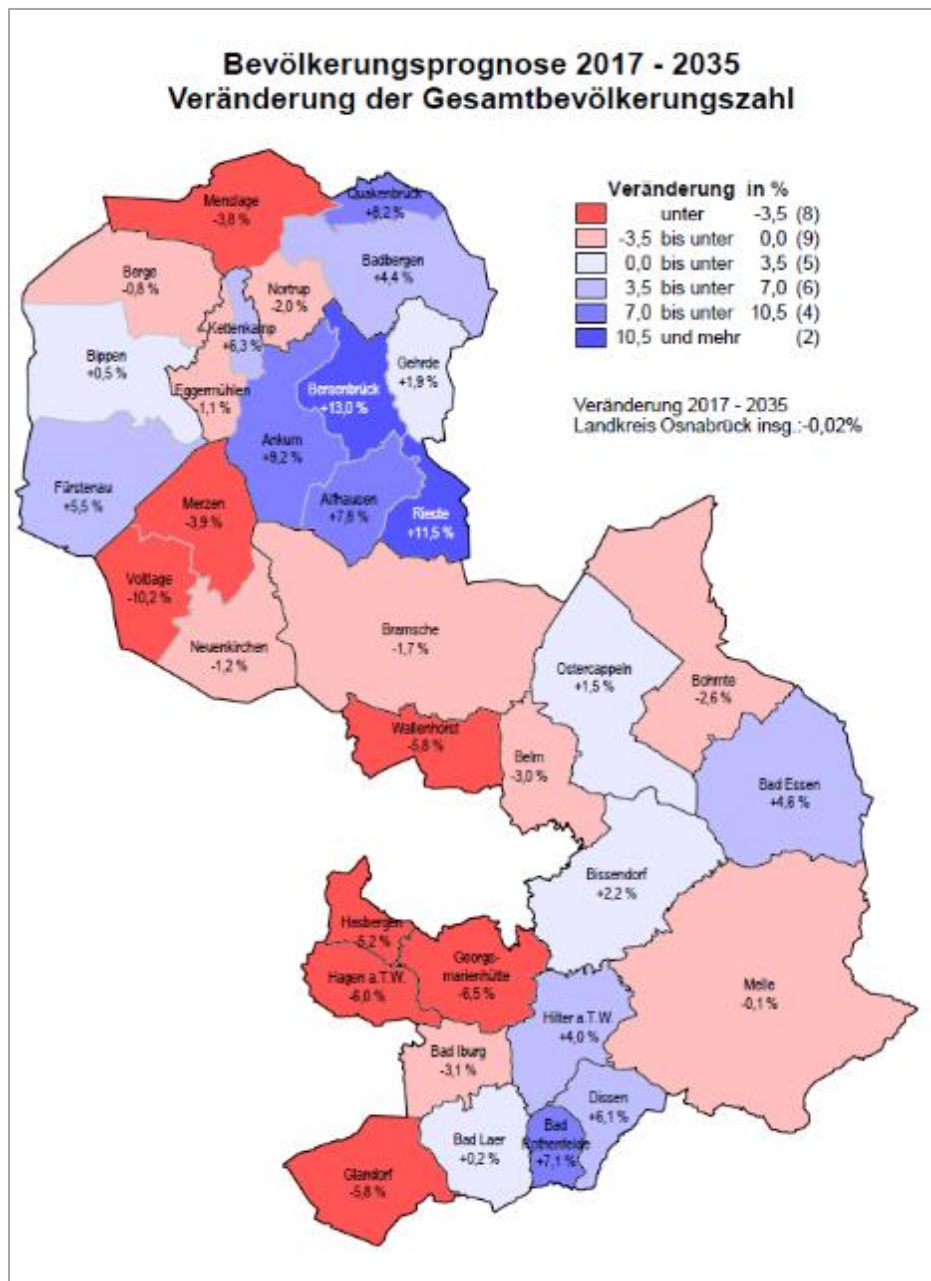 Bevölkerungsprognose 2017 - 2035
Veränderung der Gesamtbevölkerungszahl
Veränderung in %
unter -3,5 (8)
-3,5 bis unter 0,0 (9)
0,0 bis unter 3,5 (5)
3,5 bis unter 7,0 (6)
7,0 bis unter 10,5 (4)
10,5 und mehr (2)
Veränderung 2017 - 2035
Landkreis Osnabrück insg.:-0,02%
Menslage
-3,8 %
Quakenbrück
+8,2 %
Badbergen
+4,4 %
Berge
-0,8 %
Nortrup
-2,0 %
Kettenkamp
+6,3 %
Bippen
+0,5 %
Gehrde
+1,9 %
Eggermühlen
-1,1 %
Bersenbrück
+13,0 %
Ankum
+9,2 %
Fürstenau
+5,5 %
Alfhausen
+7,8 %
Rieste
+11,5 %
Merzen
-3,9 %
Voltlage
-10,2 %
Neuenkirchen
-1,2 %
Bramsche
-1,7 %
Ostercappeln
+1,5 %
Bohmte
-2,6 %
Wallenhorst
-5,8 %
Belm
-3,0 %
Bad Essen
+4,6 %
Bissendorf
+2,2 %
Hasbergen
-5,2 %
Georgs-
marienhütte
-6,5 %
Hagen a.T.W.
-6,0 %
Melle
-0,1 %
Hilter a.T.W.
+4,0 %
Bad Iburg
-3,1 %
Dissen
+6,1 %
Bad
Rothenfelde
+7,1 %
Bad Laer
+0,2 %
Glandorf
-5,8 %